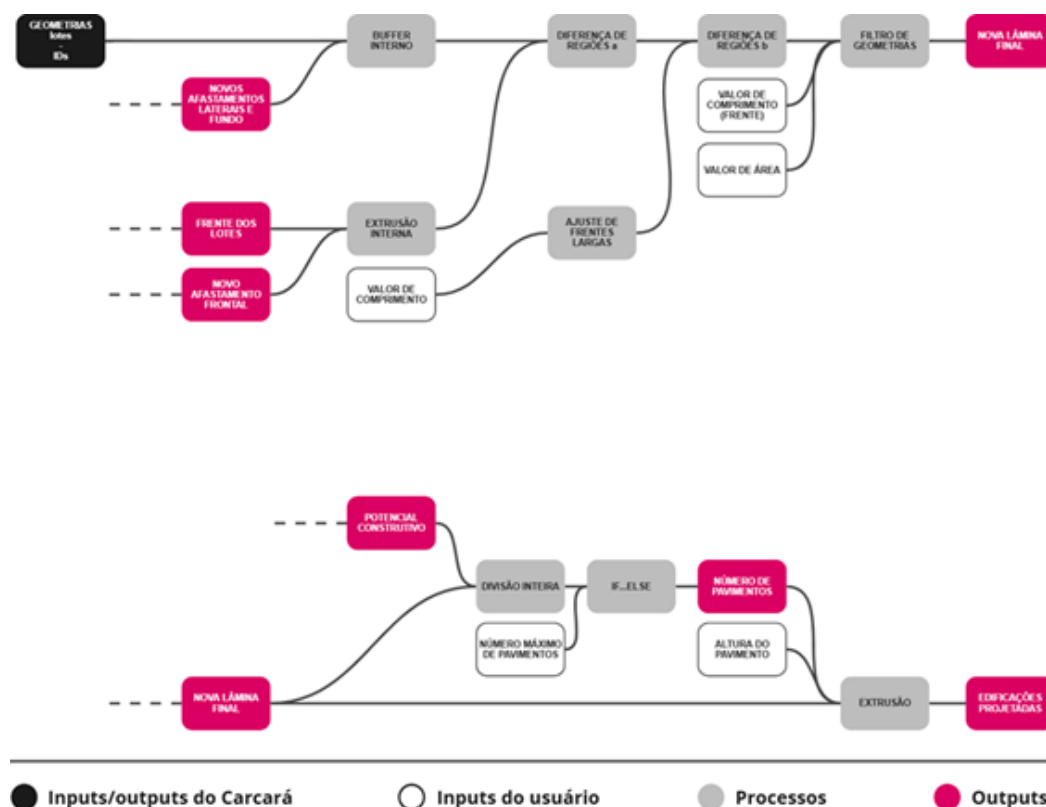 GEOMETRIAS
lotes
-
IDs
BUFFER
INTERNO
DIFERENÇA DE
REGIÕES a
DIFERENÇA DE
REGIÕES b
FILTRO DE
GEOMETRIAS
NOVA LÂMINA
FINAL
NOVOS
AFASTAMENTOS
LATERAIS E
FUNDO
VALOR DE
COMPRIMENTO
(FRENTE)
VALOR DE ÁREA
FRENTE DOS
LOTES
EXTRUSÃO
INTERNA
AJUSTE DE
FRENTES
LARGAS
NOVO
AFASTAMENTO
FRONTAL
VALOR DE
COMPRIMENTO
POTENCIAL
CONSTRUTIVO
DIVISÃO INTEIRA
IF...ELSE
NÚMERO DE
PAVIMENTOS
NÚMERO MÁXIMO
DE PAVIMENTOS
ALTURA DO
PAVIMENTO
NOVA LÂMINA
FINAL
EXTRUSÃO
EDIFICAÇÕES
PROJETADAS
Inputs/outputs do Carcará
Inputs do usuário
Processos
Outputs